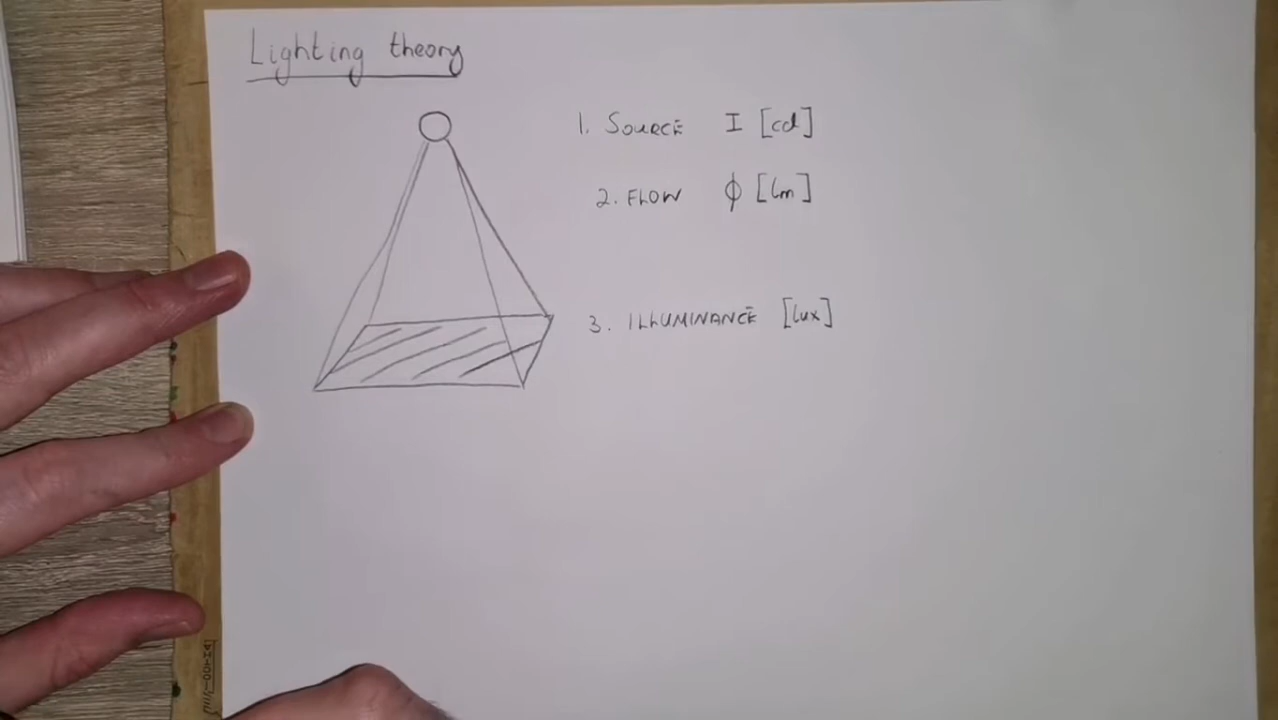 Lighting theory
1. SOURCE I [cd]
2. FLOW ϕ [lm]
3. ILLUMINANCE [lux]